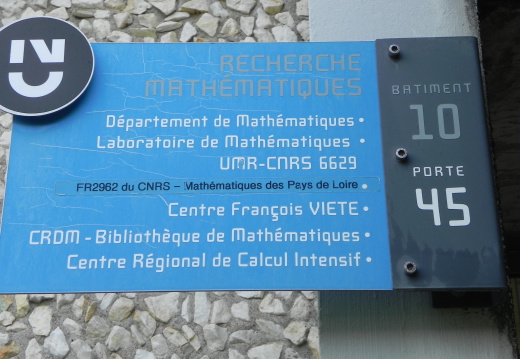 RECHERCHE
MATHÉMATIQUES
Département de Mathématiques •
Laboratoire de Mathématiques •
UMR-CNRS 6629
FR2962 du CNRS – Mathématiques des Pays de Loire •
Centre François VIETE •
CRDM - Bibliothèque de Mathématiques •
Centre Régional de Calcul Intensif •
BATIMENT
10
PORTE
45